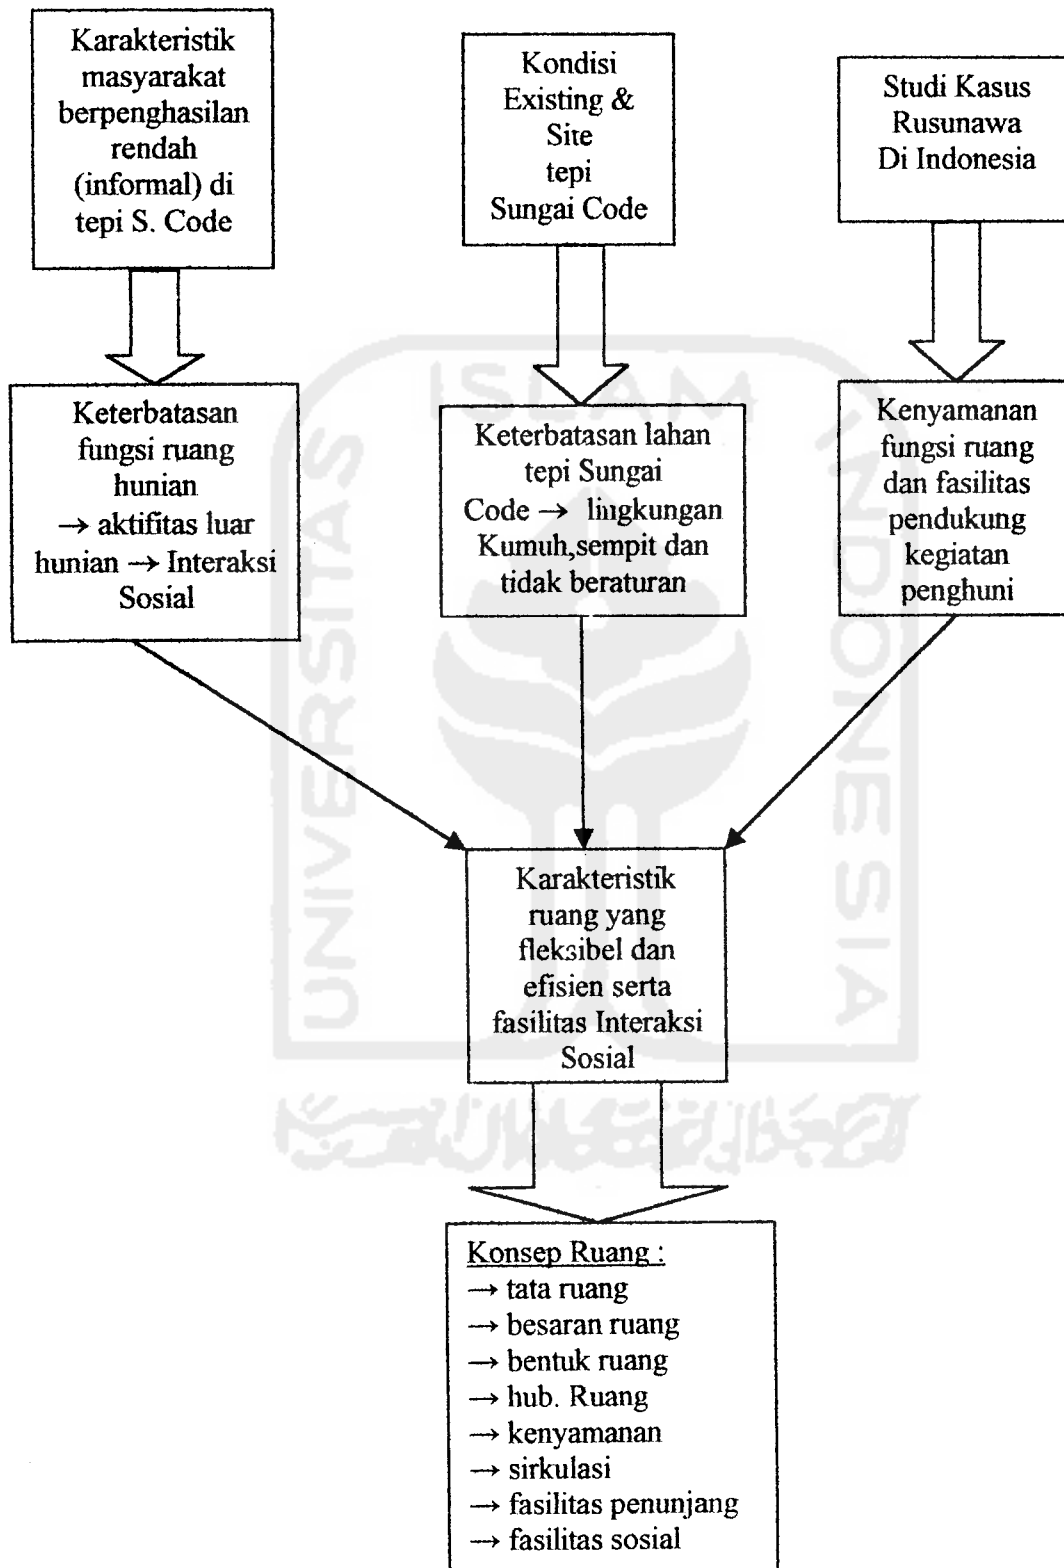 Karakteristik
masyarakat
berpenghasilan
rendah
(informal) di
tepi S. Code
Kondisi
Existing &
Site
tepi
Sungai Code
Studi Kasus
Rusunawa
Di Indonesia
Keterbatasan
fungsi ruang
hunian
→ aktifitas luar
hunian → Interaksi
Sosial
Keterbatasan lahan
tepi Sungai
Code → lingkungan
Kumuh,sempit dan
tidak beraturan
Kenyamanan
fungsi ruang
dan fasilitas
pendukung
kegiatan
penghuni
Karakteristik
ruang yang
fleksibel dan
efisien serta
fasilitas Interaksi
Sosial
Konsep Ruang :
→ tata ruang
→ besaran ruang
→ bentuk ruang
→ hub. Ruang
→ kenyamanan
→ sirkulasi
→ fasilitas penunjang
→ fasilitas sosial
UNIVERSITAS
ISLAM
INDONESIA